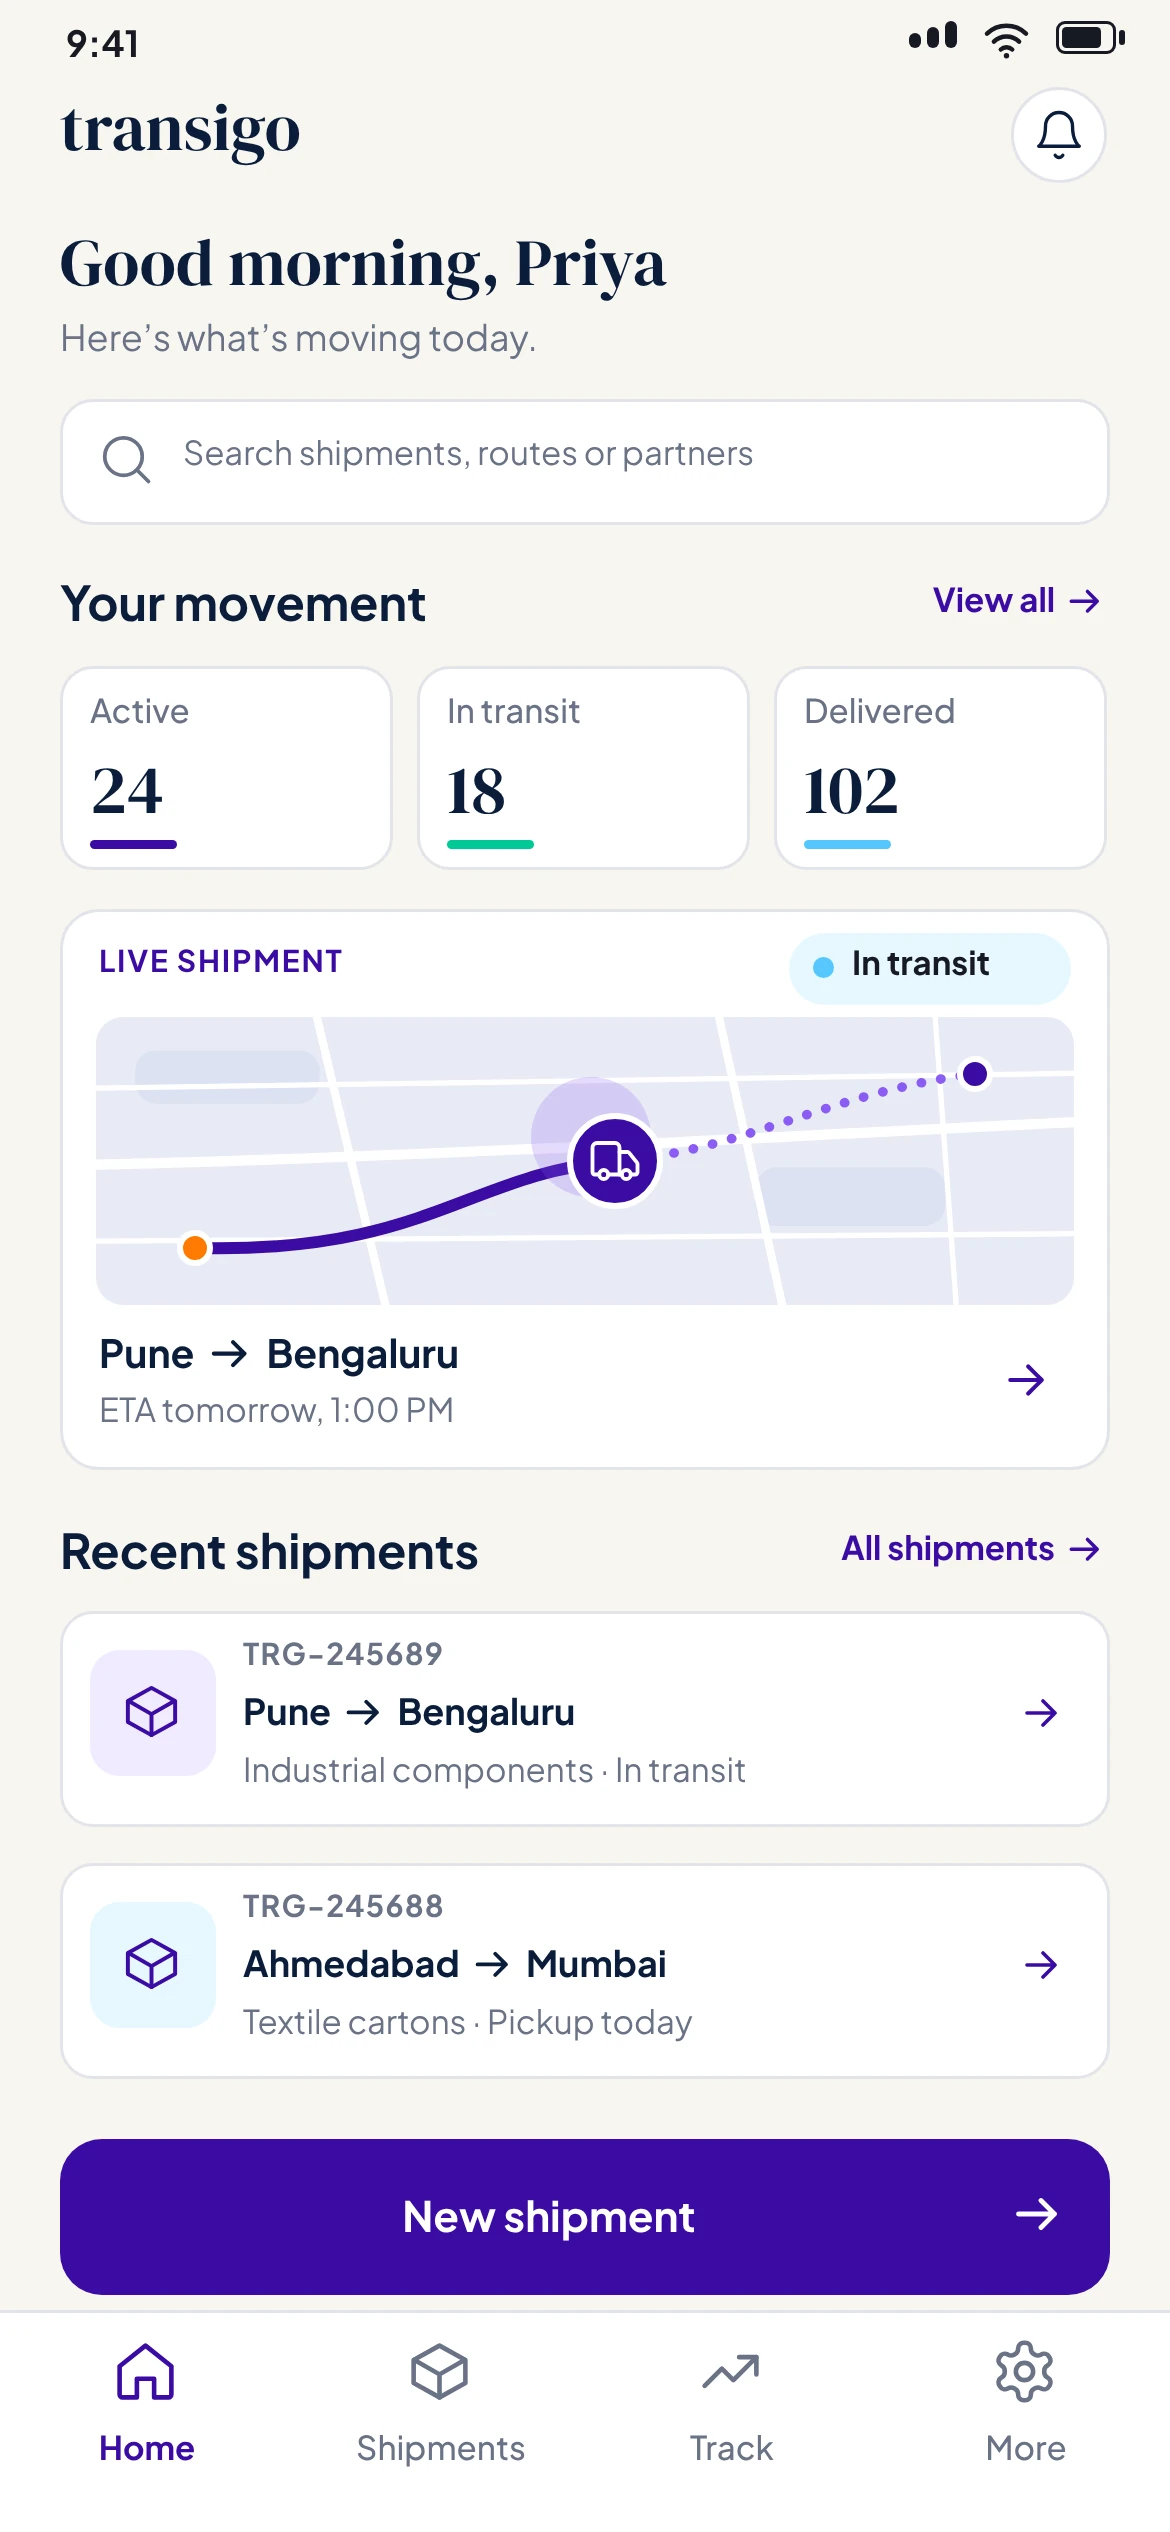 9:41
transigo
Good morning, Priya
Here’s what’s moving today.
Search shipments, routes or partners
Your movement
View all →
Active
24
In transit
18
Delivered
102
LIVE SHIPMENT
In transit
Pune → Bengaluru
ETA tomorrow, 1:00 PM
Recent shipments
All shipments →
TRG-245689
Pune → Bengaluru
Industrial components · In transit
TRG-245688
Ahmedabad → Mumbai
Textile cartons · Pickup today
New shipment
Home
Shipments
Track
More